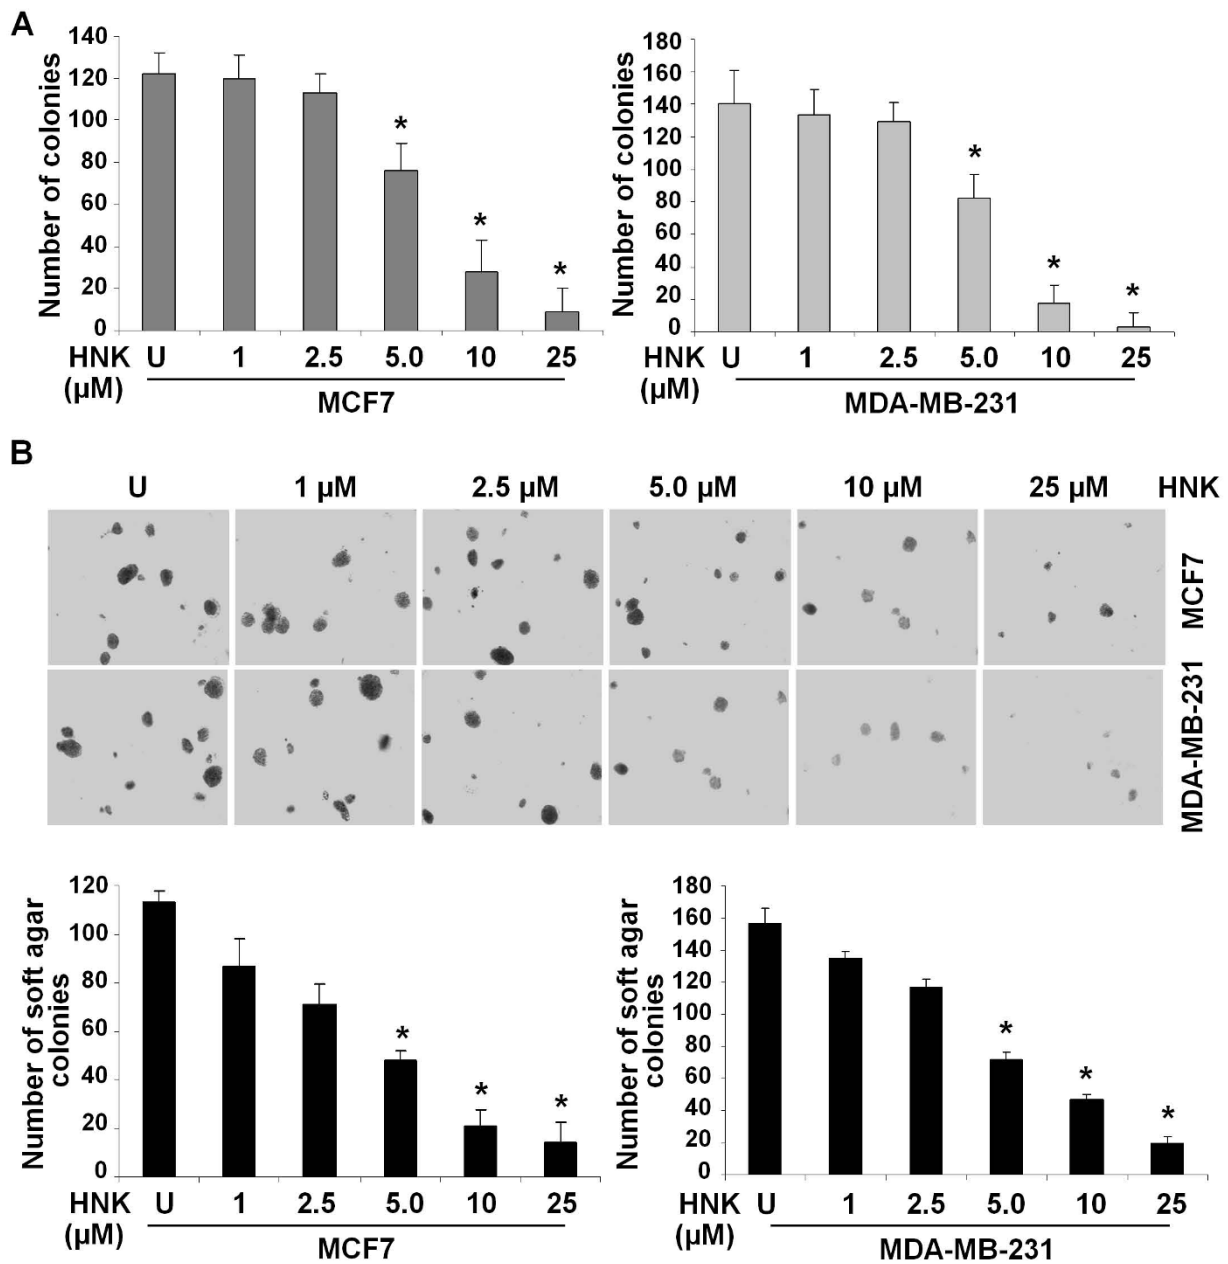 A
Number of colonies
140
120
100
80
60
40
20
0
* * *
HNK U 1 2.5 5.0 10 25
(µM)
MCF7
Number of colonies
180
160
140
120
100
80
60
40
20
0
* * *
HNK U 1 2.5 5.0 10 25
(µM)
MDA-MB-231
B
U 1 µM 2.5 µM 5.0 µM 10 µM 25 µM HNK
MCF7
MDA-MB-231
Number of soft agar
colonies
120
100
80
60
40
20
0
* * *
HNK U 1 2.5 5.0 10 25
(µM)
MCF7
Number of soft agar
colonies
180
160
140
120
100
80
60
40
20
0
* * *
HNK U 1 2.5 5.0 10 25
(µM)
MDA-MB-231